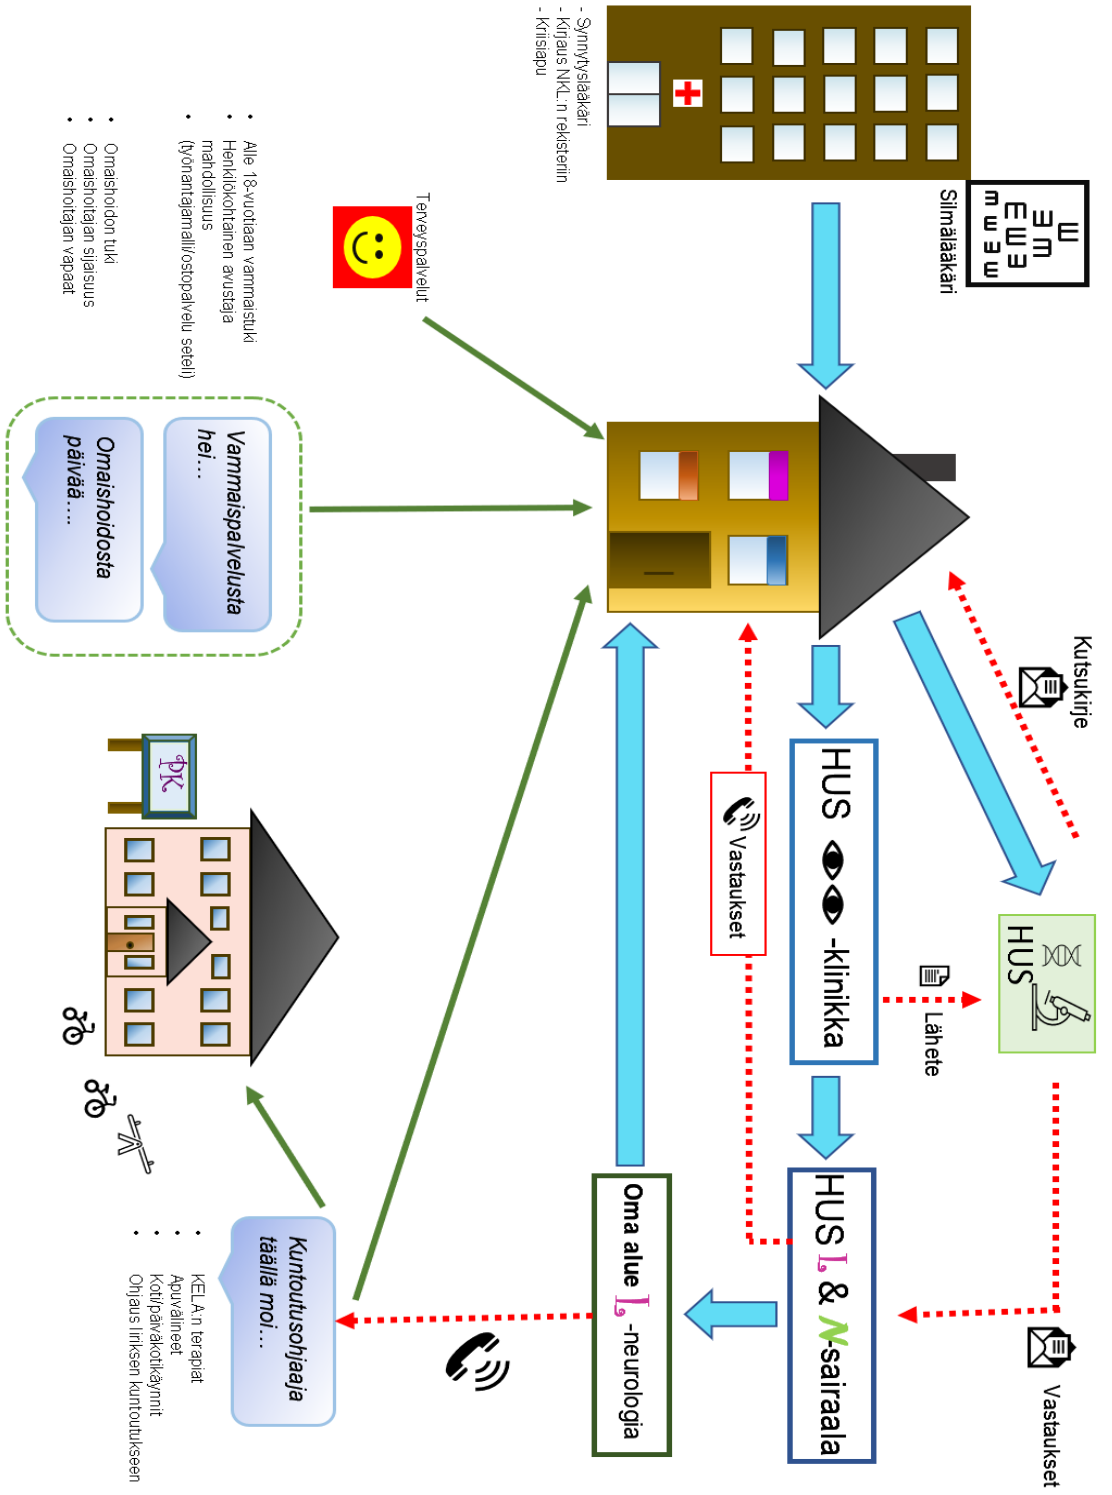 Kutsukirje
Vastaukset
HUS
Silmälääkäri
Lähete
HUS -klinikka
HUS L & N-sairaala
Vastaukset
Oma alue L -neurologia
- Synnytyslääkäri
- Kirjaus NKL:n rekisteriin
- Kriisiapu
Terveyspalvelut
• Alle 18-vuotiaan vammaistuki
• Henkilökohtainen avustaja
mahdollisuus
• (työnantajamalli/ostopalvelu seteli)
• Omaishoidon tuki
• Omaishoitajan sijaisuus
• Omaishoitajan vapaat
Vammaispalvelusta
hei…
Omaishoidosta
päivää….
PK
Kuntoutusohjaaja
täällä moi…
• KELA:n terapiat
• Apuvälineet
• Koti/päiväkotikäynnit
• Ohjaus Iiriksen kuntoutukseen